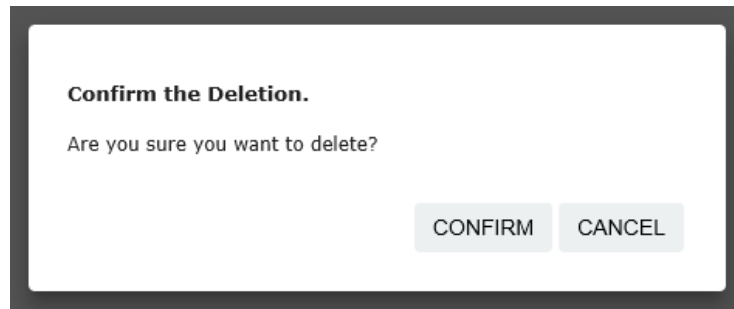 Confirm the Deletion.
Are you sure you want to delete?
CONFIRM CANCEL